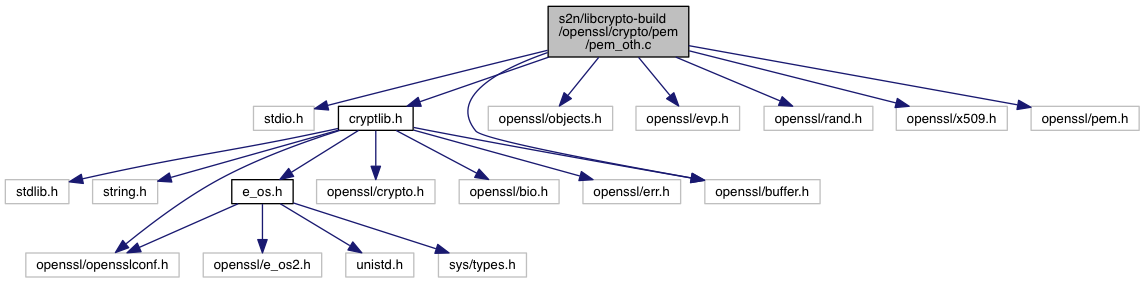 s2n/libcrypto-build
/openssl/crypto/pem
/pem_oth.c
stdio.h
cryptlib.h
openssl/objects.h
openssl/evp.h
openssl/rand.h
openssl/x509.h
openssl/pem.h
stdlib.h
string.h
e_os.h
openssl/crypto.h
openssl/bio.h
openssl/err.h
openssl/buffer.h
openssl/opensslconf.h
openssl/e_os2.h
unistd.h
sys/types.h